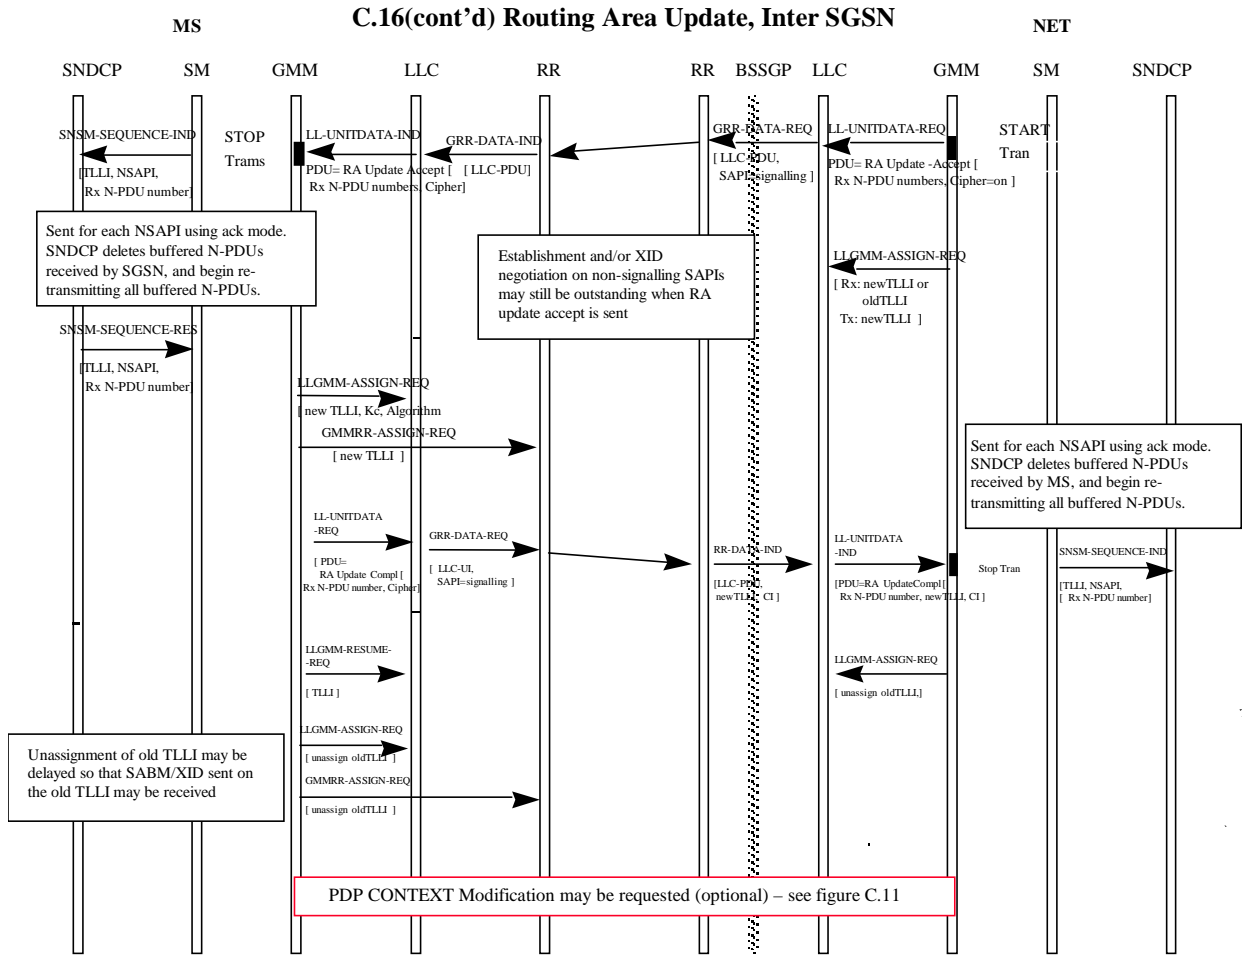 C.16(cont’d) Routing Area Update, Inter SGSN
MS
NET
SNDCP SM GMM LLC RR RR BSSGP LLC GMM SM SNDCP
SNSM-SEQUENCE-IND
[TLLI, NSAPI,
Rx N-PDU number]
STOP
Trams
LL-UNITDATA-IND
PDU= RA Update Accept [
Rx N-PDU numbers, Cipher]
GRR-DATA-IND
[ LLC-PDU]
GRR-DATA-REQ
[ LLC-PDU,
SAPI=signalling ]
LL-UNITDATA-REQ
PDU= RA Update -Accept [
Rx N-PDU numbers, Cipher=on ]
START
Tran
Sent for each NSAPI using ack mode.
SNDCP deletes buffered N-PDUs
received by SGSN, and begin re-
transmitting all buffered N-PDUs.
Establishment and/or XID
negotiation on non-signalling SAPIs
may still be outstanding when RA
update accept is sent
LLGMM-ASSIGN-REQ
[ Rx: newTLLI or
oldTLLI
Tx: newTLLI ]
SNSM-SEQUENCE-RES
[TLLI, NSAPI,
Rx N-PDU number]
LLGMM-ASSIGN-REQ
[ new TLLI, Kc, Algorithm
GMMRR-ASSIGN-REQ
[ new TLLI ]
Sent for each NSAPI using ack mode.
SNDCP deletes buffered N-PDUs
received by MS, and begin re-
transmitting all buffered N-PDUs.
LL-UNITDATA
-REQ
[ PDU=
RA Update Compl [
Rx N-PDU number, Cipher]
GRR-DATA-REQ
[ LLC-UI,
SAPI=signalling ]
RR-DATA-IND
[LLC-PDU,
newTLLI, CI ]
LL-UNITDATA
-IND
[PDU=RA UpdateCompl[
Rx N-PDU number, newTLLI, CI ]
Stop Tran
SNSM-SEQUENCE-IND
[TLLI, NSAPI,
[ Rx N-PDU number]
LLGMM-RESUME-
-REQ
[ TLLI ]
LLGMM-ASSIGN-REQ
[ unassign oldTLLI,]
LLGMM-ASSIGN-REQ
[ unassign oldTLLI ]
GMMRR-ASSIGN-REQ
[ unassign oldTLLI ]
Unassignment of old TLLI may be
delayed so that SABM/XID sent on
the old TLLI may be received
PDP CONTEXT Modification may be requested (optional) – see figure C.11